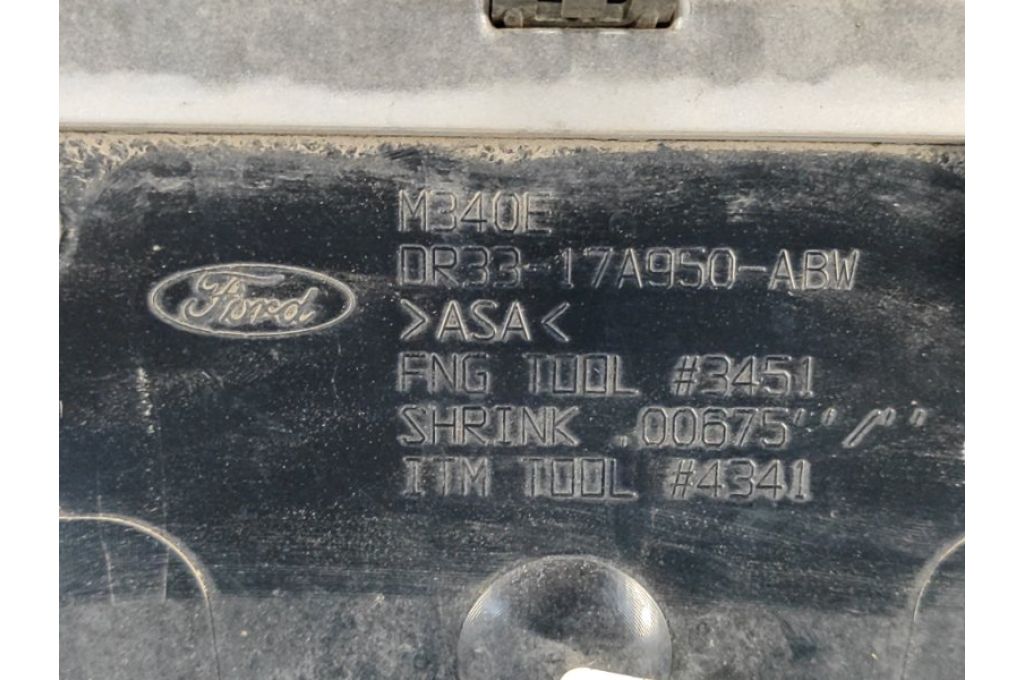 M340E
DR33-17A950-ABW
Ford
>ASA<
FNG TOOL #3451
SHRINK .00675''/''
ITM TOOL #4341